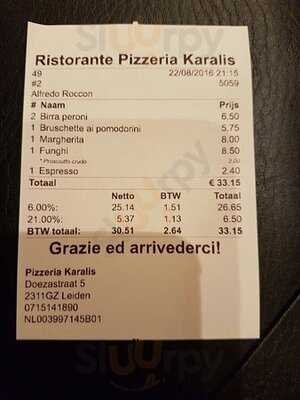 Ristorante Pizzeria Karalis
49 22/08/2016 21:15
#2 5059
Alfredo Roccon
# Naam Prijs
2 Birra peroni 6,50
1 Bruschette ai pomodorini 5,75
1 Margherita 8.00
1 Funghi 8.50
* Prosciutto crudo 2,00
1 Espresso 2.40
Totaal € 33.15
Netto BTW Totaal
6.00%: 25.14 1.51 26.65
21.00%: 5.37 1.13 6.50
BTW totaal: 30.51 2.64 33.15
Grazie ed arrivederci!
Pizzeria Karalis
Doezastraat 5
2311GZ Leiden
0715141890
NL003997145B01
sluurpy
sluurpy
sluurpy